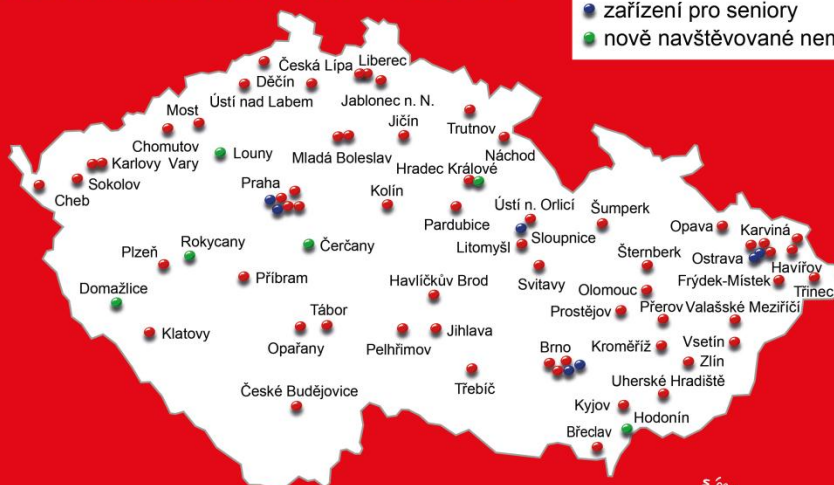 zařízení pro seniory
nově navštěvované
Česká Lípa
Liberec
Děčín
Ústí nad Labem
Jablonec n. N.
Most
Chomutov
Jičín
Trutnov
Louny
Mladá Boleslav
Náchod
Karlovy Vary
Hradec Králové
Sokolov
Cheb
Praha
Kolín
Pardubice
Ústí n. Orlicí
Šumperk
Opava
Karviná
Sloupnice
Litomyšl
Plzeň
Rokycany
Čerčany
Šternberk
Ostrava
Havířov
Příbram
Svitavy
Frýdek-Místek
Třinec
Domažlice
Havlíčkův Brod
Olomouc
Prostějov
Přerov
Valašské Meziříčí
Tábor
Klatovy
Opařany
Pelhřimov
Jihlava
Brno
Kroměříž
Vsetín
Zlín
Třebíč
Uherské Hradiště
České Budějovice
Kyjov
Hodonín
Břeclav